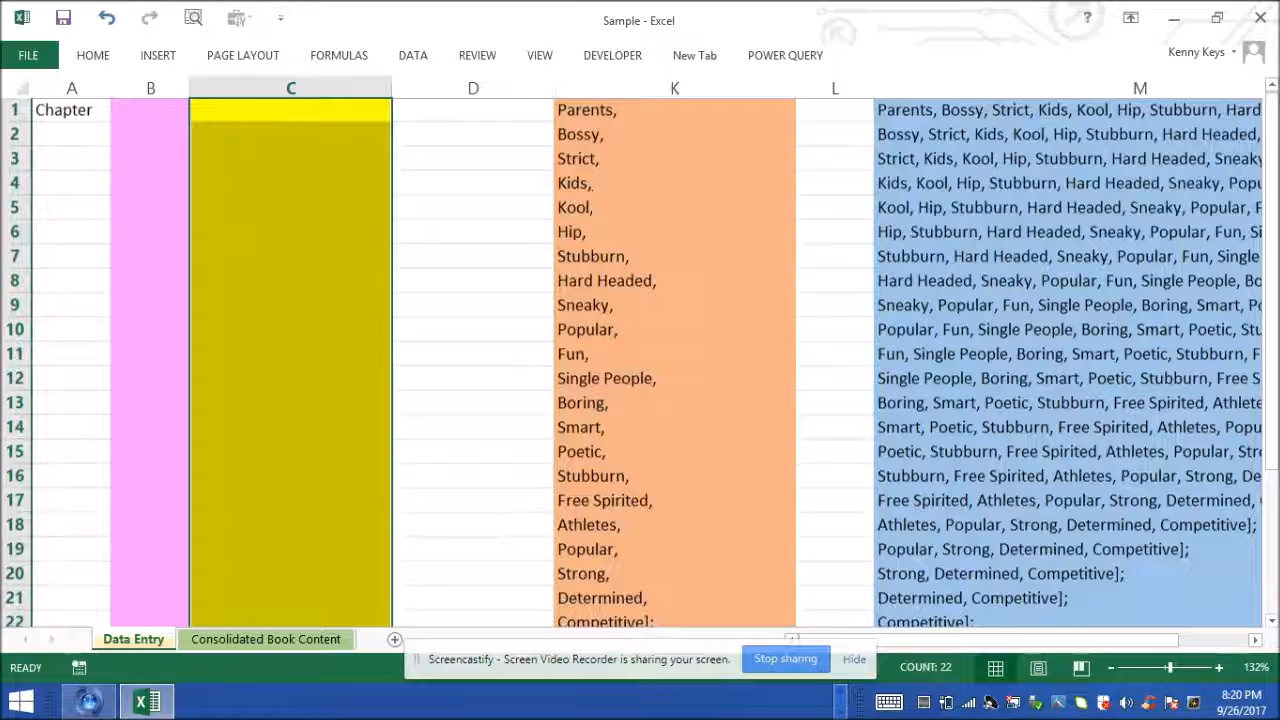 Sample - Excel
?
FILE HOME INSERT PAGE LAYOUT FORMULAS DATA REVIEW VIEW DEVELOPER New Tab POWER QUERY Kenny Keys
A B C D K L M
1 Chapter Parents, Parents, Bossy, Strict, Kids, Kool, Hip, Stubburn, Hard
2 Bossy, Bossy, Strict, Kids, Kool, Hip, Stubburn, Hard Headed,
3 Strict, Strict, Kids, Kool, Hip, Stubburn, Hard Headed, Sneaky
4 Kids, Kids, Kool, Hip, Stubburn, Hard Headed, Sneaky, Popu
5 Kool, Kool, Hip, Stubburn, Hard Headed, Sneaky, Popular, F
6 Hip, Hip, Stubburn, Hard Headed, Sneaky, Popular, Fun, Si
7 Stubburn, Stubburn, Hard Headed, Sneaky, Popular, Fun, Single
8 Hard Headed, Hard Headed, Sneaky, Popular, Fun, Single People, Bo
9 Sneaky, Sneaky, Popular, Fun, Single People, Boring, Smart, Po
10 Popular, Popular, Fun, Single People, Boring, Smart, Poetic, Stu
11 Fun, Fun, Single People, Boring, Smart, Poetic, Stubburn, F
12 Single People, Single People, Boring, Smart, Poetic, Stubburn, Free S
13 Boring, Boring, Smart, Poetic, Stubburn, Free Spirited, Athlete
14 Smart, Smart, Poetic, Stubburn, Free Spirited, Athletes, Popu
15 Poetic, Poetic, Stubburn, Free Spirited, Athletes, Popular, Str
16 Stubburn, Stubburn, Free Spirited, Athletes, Popular, Strong, De
17 Free Spirited, Free Spirited, Athletes, Popular, Strong, Determined,
18 Athletes, Athletes, Popular, Strong, Determined, Competitive];
19 Popular, Popular, Strong, Determined, Competitive];
20 Strong, Strong, Determined, Competitive];
21 Determined, Determined, Competitive];
22 Competitive]; Competitive];
Data Entry Consolidated Book Content
Screencastify - Screen Video Recorder is sharing your screen. Stop sharing Hide
READY COUNT: 22 132%
8:20 PM
9/26/2017